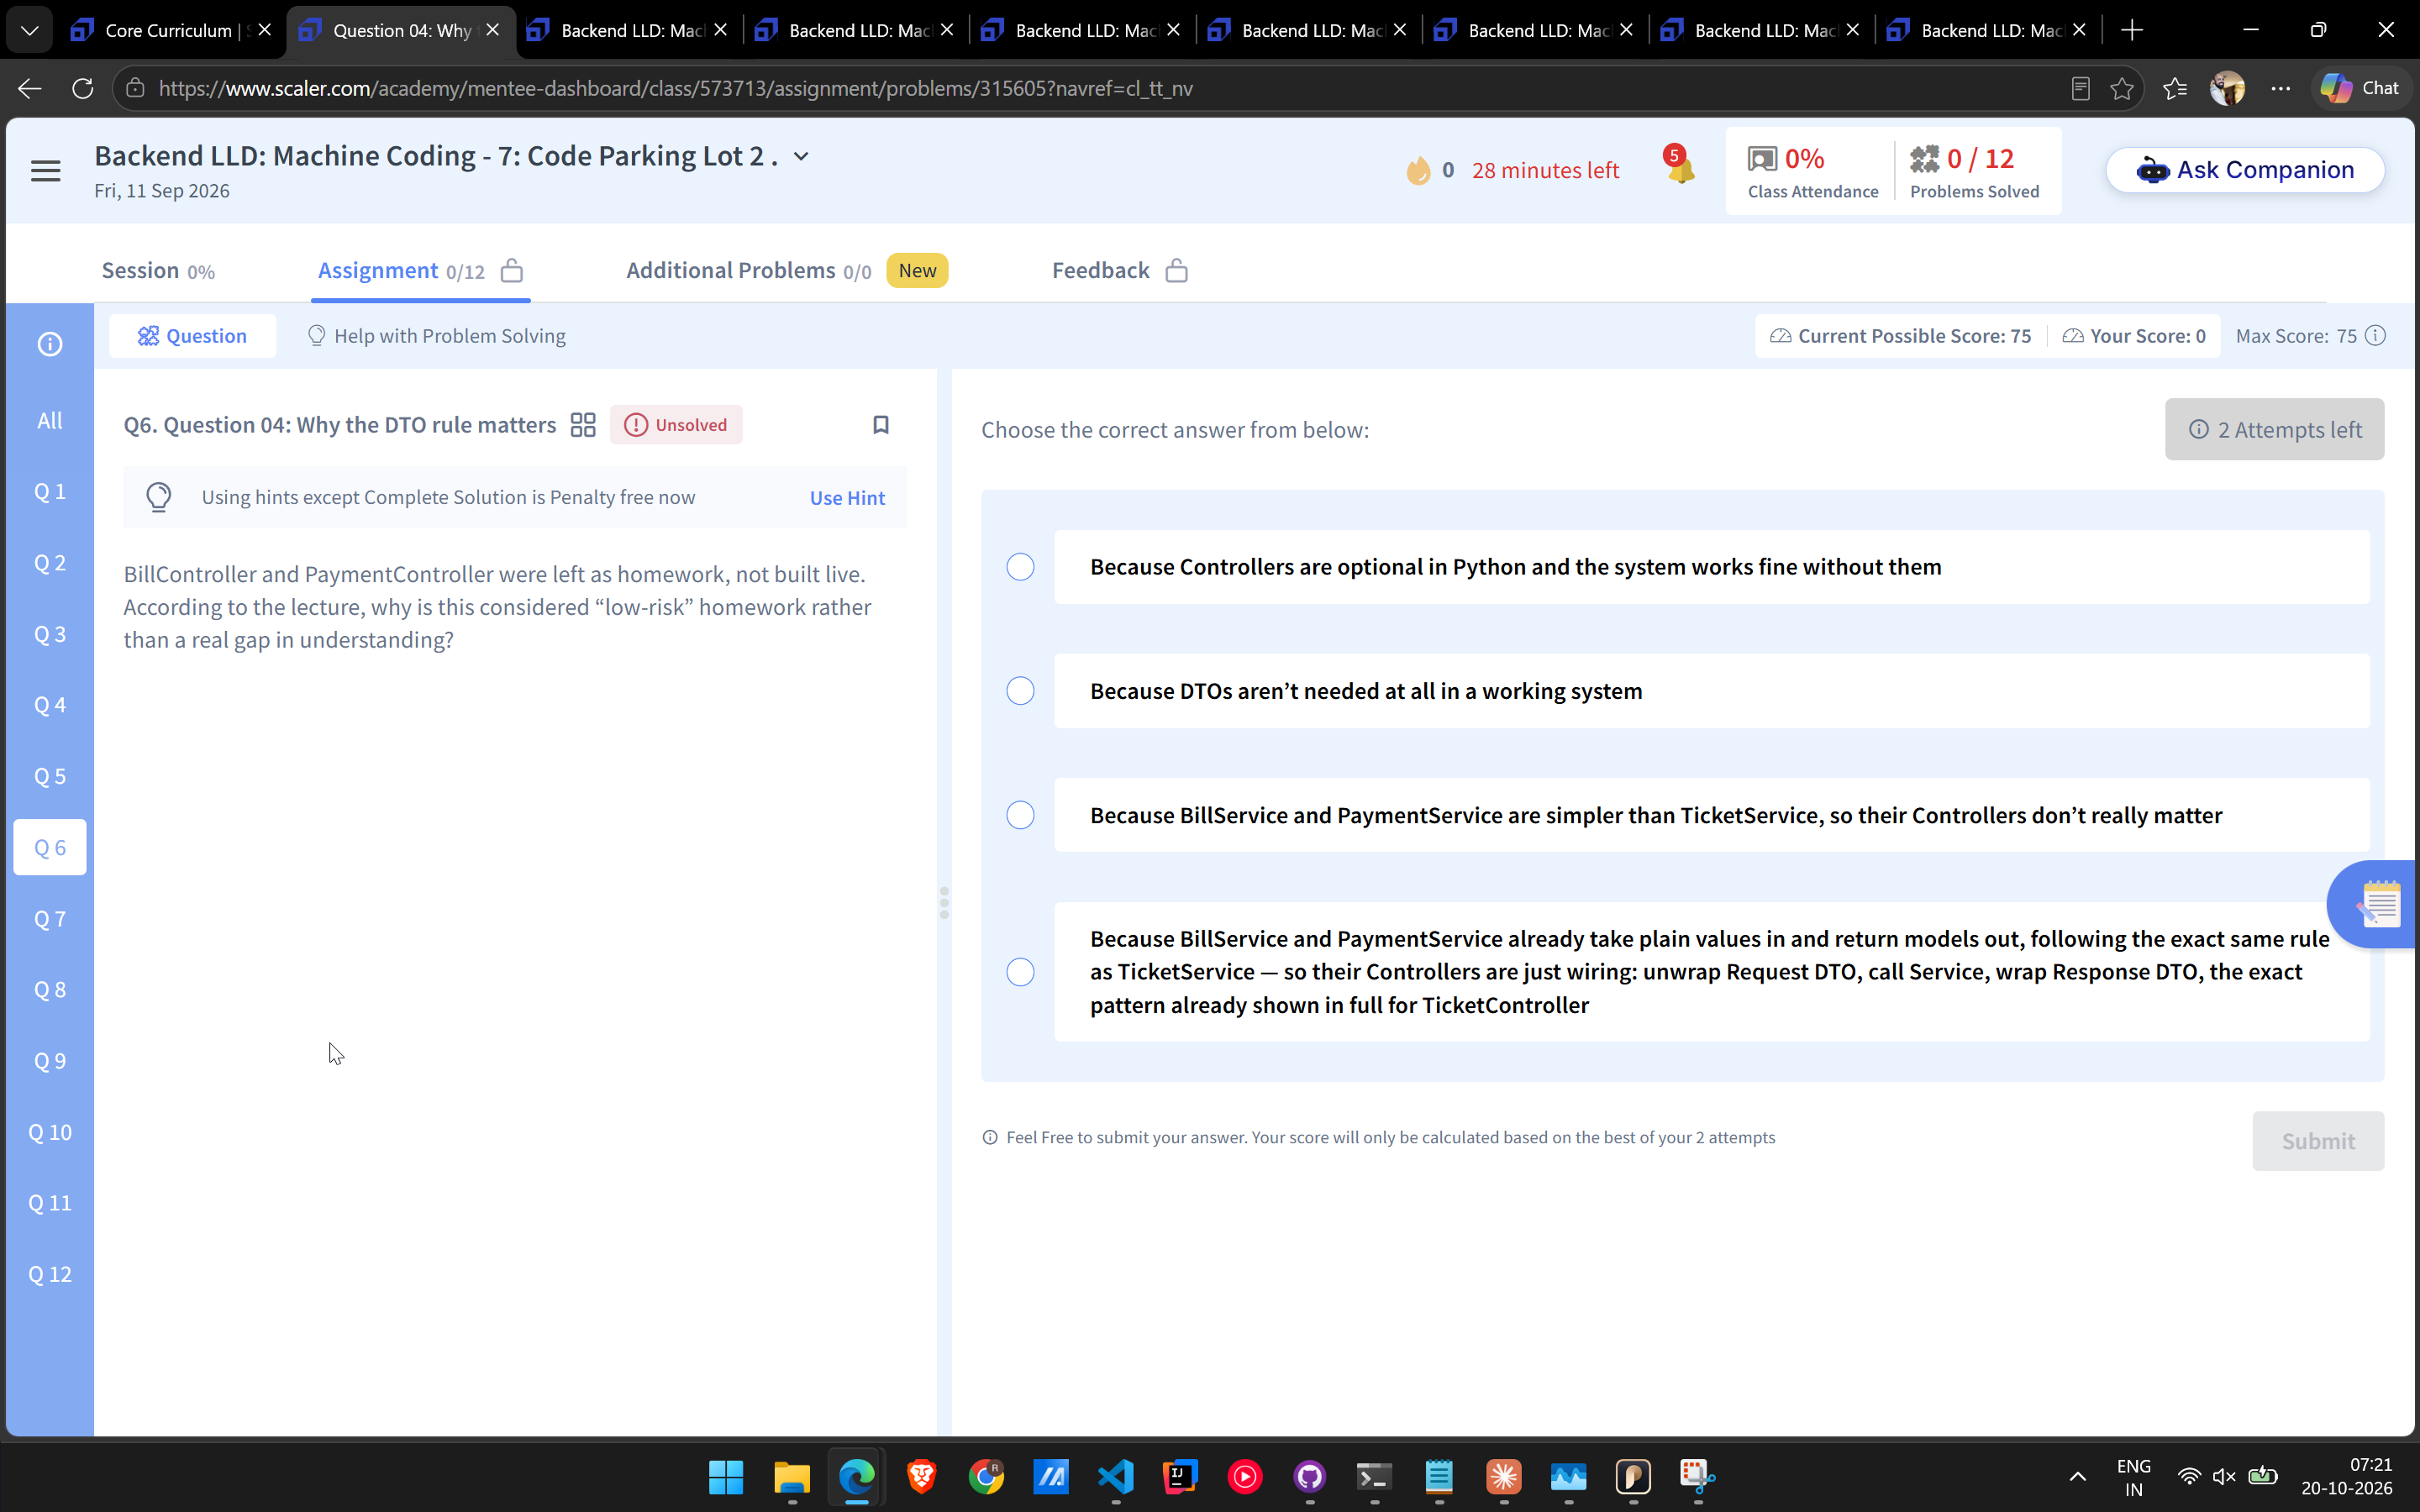 Core Curriculum |
Question 04: Why
Backend LLD: Mac
Backend LLD: Mac
Backend LLD: Mac
Backend LLD: Mac
Backend LLD: Mac
Backend LLD: Mac
Backend LLD: Mac
https://www.scaler.com/academy/mentee-dashboard/class/573713/assignment/problems/315605?navref=cl_tt_nv
Chat
Backend LLD: Machine Coding - 7: Code Parking Lot 2 .
Fri, 11 Sep 2026
0
28 minutes left
5
0%
Class Attendance
0 / 12
Problems Solved
Ask Companion
Session 0%
Assignment 0/12
Additional Problems 0/0
New
Feedback
Question
Help with Problem Solving
Current Possible Score: 75
Your Score: 0
Max Score: 75
All
Q 1
Q 2
Q 3
Q 4
Q 5
Q 6
Q 7
Q 8
Q 9
Q 10
Q 11
Q 12
Q6. Question 04: Why the DTO rule matters
Unsolved
Using hints except Complete Solution is Penalty free now
Use Hint
BillController and PaymentController were left as homework, not built live.
According to the lecture, why is this considered “low-risk” homework rather
than a real gap in understanding?
Choose the correct answer from below:
2 Attempts left
Because Controllers are optional in Python and the system works fine without them
Because DTOs aren’t needed at all in a working system
Because BillService and PaymentService are simpler than TicketService, so their Controllers don’t really matter
Because BillService and PaymentService already take plain values in and return models out, following the exact same rule
as TicketService — so their Controllers are just wiring: unwrap Request DTO, call Service, wrap Response DTO, the exact
pattern already shown in full for TicketController
Feel Free to submit your answer. Your score will only be calculated based on the best of your 2 attempts
Submit
R
IJ
ENG
IN
07:21
20-10-2026